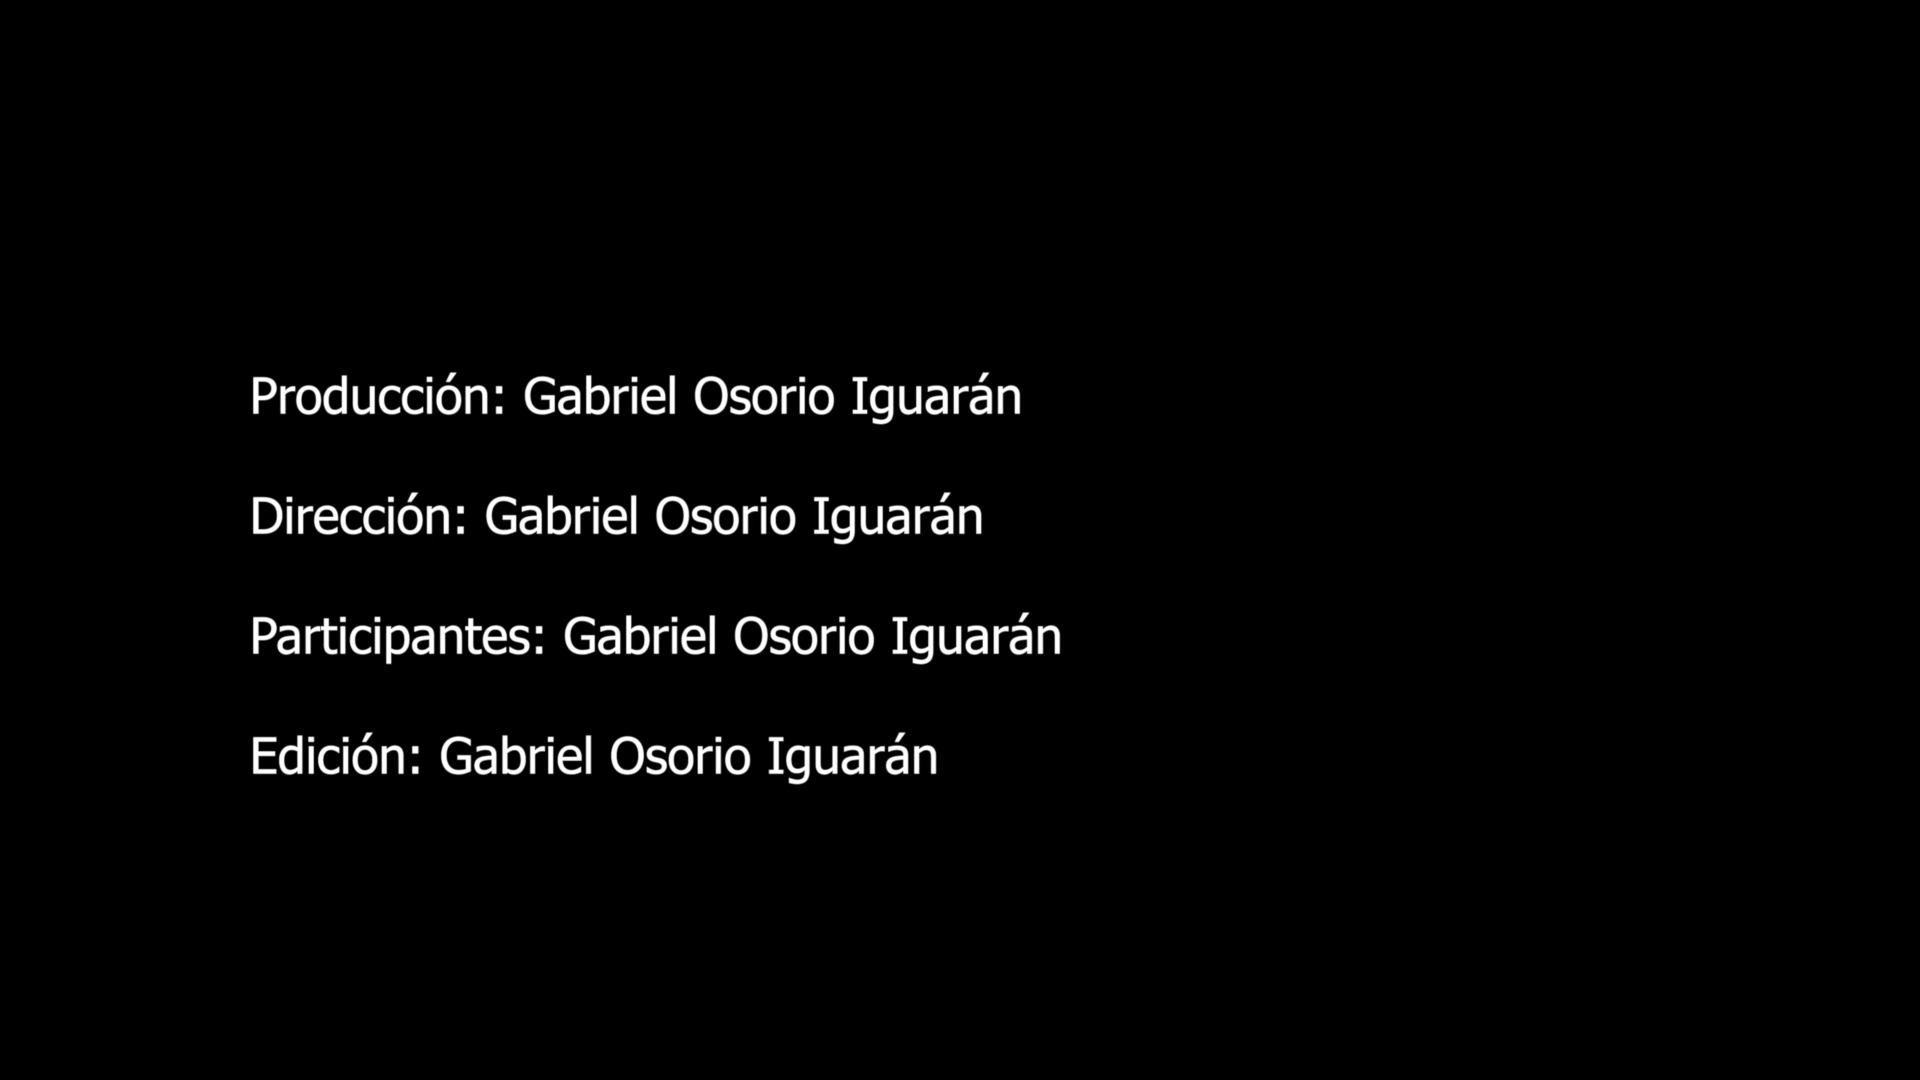 Producción: Gabriel Osorio Iguarán
Dirección: Gabriel Osorio Iguarán
Participantes: Gabriel Osorio Iguarán
Edición: Gabriel Osorio Iguarán